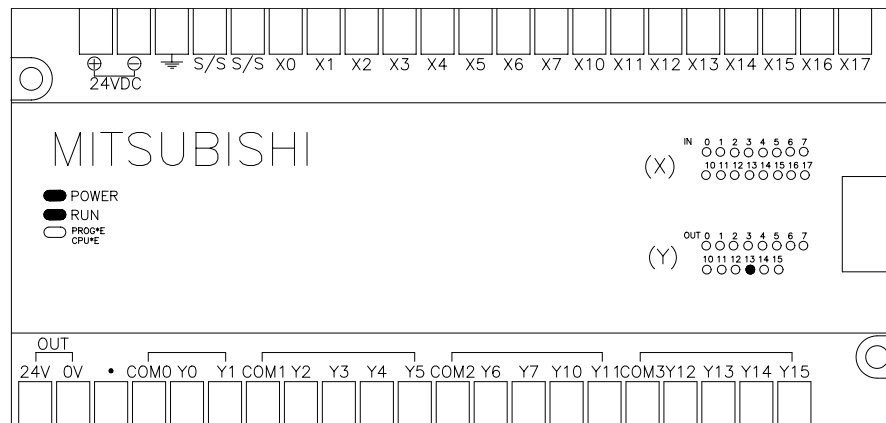 S/S S/S X0 X1 X2 X3 X4 X5 X6 X7 X10 X11 X12 X13 X14 X15 X16 X17
24VDC
MITSUBISHI
POWER
RUN
PROG*E
CPU*E
(X)
IN 0 1 2 3 4 5 6 7
10 11 12 13 14 15 16 17
(Y)
OUT 0 1 2 3 4 5 6 7
10 11 12 13 14 15
OUT
24V 0V • COM0 Y0 Y1 COM1 Y2 Y3 Y4 Y5 COM2 Y6 Y7 Y10 Y11 COM3 Y12 Y13 Y14 Y15